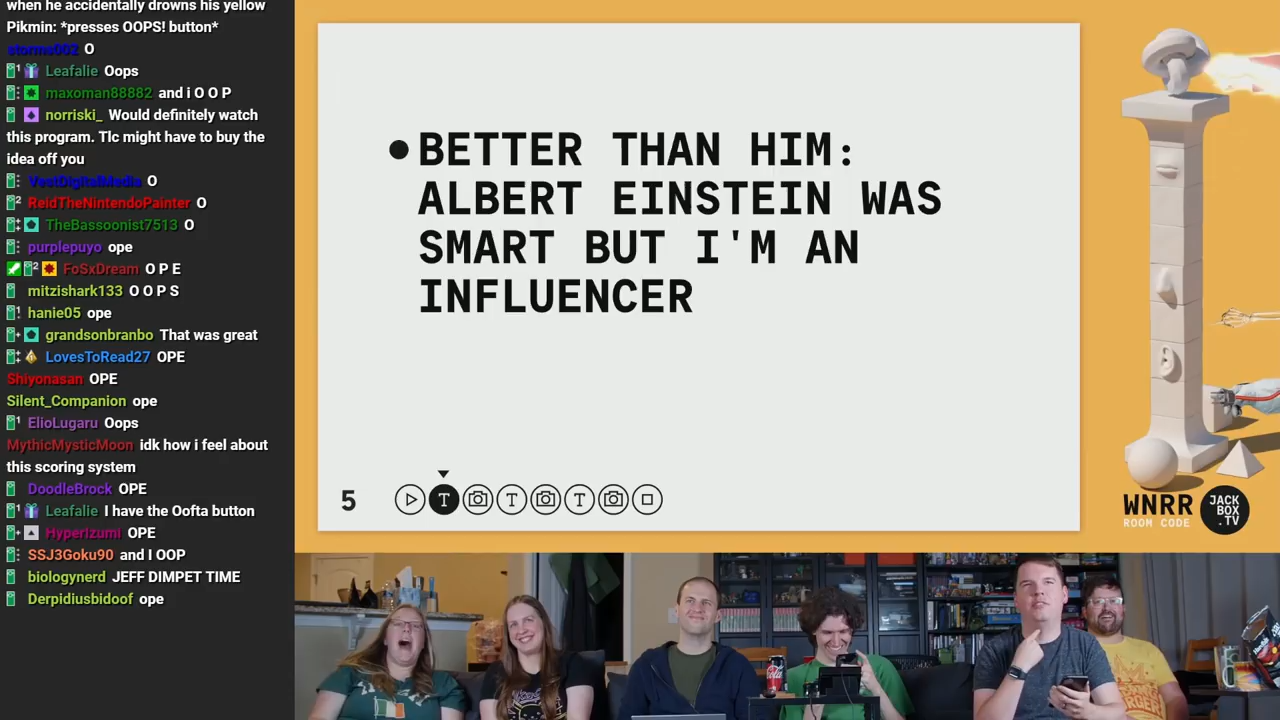 when he accidentally drowns his yellow
Pikmin: *presses OOPS! button*
storms002 O
Leafalie Oops
maxoman88882 and i O O P
norriski_ Would definitely watch
this program. Tlc might have to buy the
idea off you
VestDigitalMedia O
ReidTheNintendoPainter O
TheBassoonist7513 O
purplepuyo ope
FoSxDream O P E
mitzishark133 O O P S
hanie05 ope
grandsonbranbo That was great
LovesToRead27 OPE
Shiyonasan OPE
Silent_Companion ope
ElioLugaru Oops
MythicMysticMoon idk how i feel about
this scoring system
DoodleBrock OPE
Leafalie I have the Oofta button
HyperIzumi OPE
SSJ3Goku90 and I OOP
biologynerd JEFF DIMPET TIME
Derpidiusbidoof ope
BETTER THAN HIM:
ALBERT EINSTEIN WAS
SMART BUT I'M AN
INFLUENCER
5
T T T
WNRR
ROOM CODE
JACK
BOX
.TV